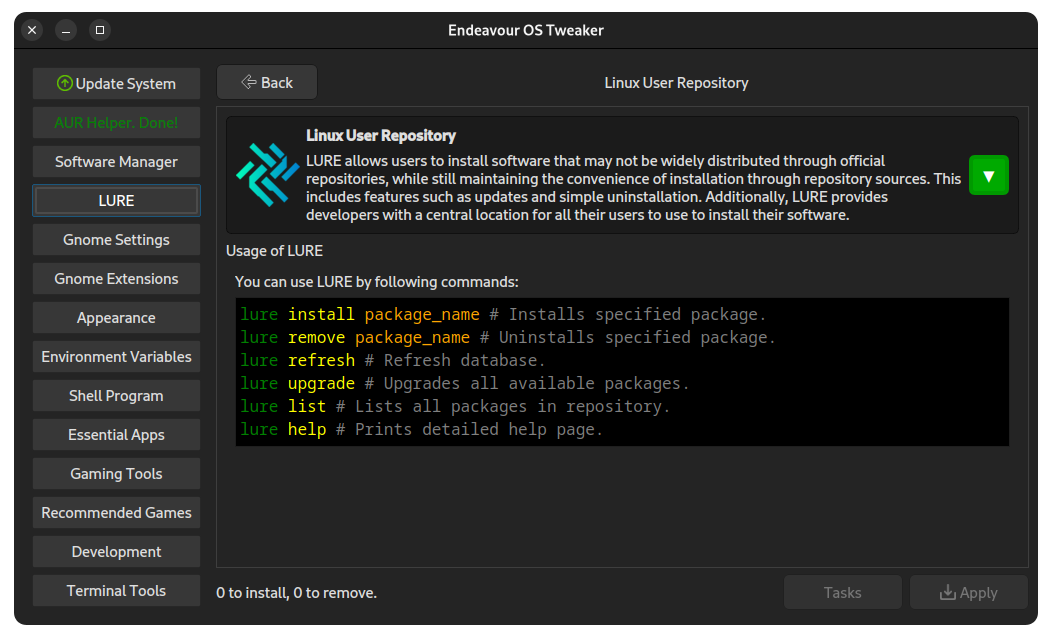 Endeavour OS Tweaker
Update System
AUR Helper. Done!
Software Manager
LURE
Gnome Settings
Gnome Extensions
Appearance
Environment Variables
Shell Program
Essential Apps
Gaming Tools
Recommended Games
Development
Terminal Tools
Back
Linux User Repository
Linux User Repository
LURE allows users to install software that may not be widely distributed through official
repositories, while still maintaining the convenience of installation through repository sources. This
includes features such as updates and simple uninstallation. Additionally, LURE provides
developers with a central location for all their users to use to install their software.
Usage of LURE
You can use LURE by following commands:
lure install package_name # Installs specified package.
lure remove package_name # Uninstalls specified package.
lure refresh # Refresh database.
lure upgrade # Upgrades all available packages.
lure list # Lists all packages in repository.
lure help # Prints detailed help page.
0 to install, 0 to remove.
Tasks
Apply